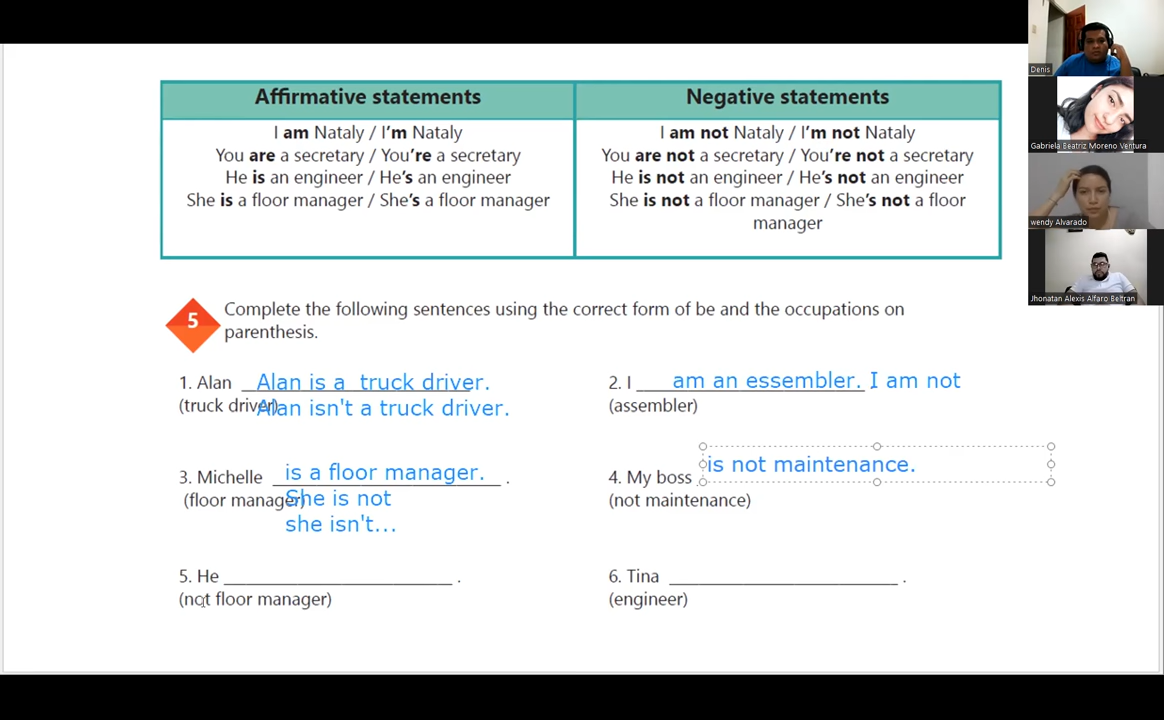 Affirmative statements
Negative statements
I am Nataly / I'm Nataly
You are a secretary / You're a secretary
He is an engineer / He's an engineer
She is a floor manager / She's a floor manager
I am not Nataly / I'm not Nataly
You are not a secretary / You're not a secretary
He is not an engineer / He's not an engineer
She is not a floor manager / She's not a floor
manager
5
Complete the following sentences using the correct form of be and the occupations on
parenthesis.
1. Alan ____________________
Alan is a  truck driver.
(truck driver)
Alan isn't a truck driver.
2. I ____________________
am an essembler. I am not
(assembler)
3. Michelle ____________________ .
is a floor manager.
(floor manager)
She is not
she isn't...
4. My boss
is not maintenance.
(not maintenance)
5. He ____________________ .
(not floor manager)
6. Tina ____________________ .
(engineer)
Denis
Gabriela Beatriz Moreno Ventura
wendy Alvarado
Jhonatan Alexis Alfaro Beltran